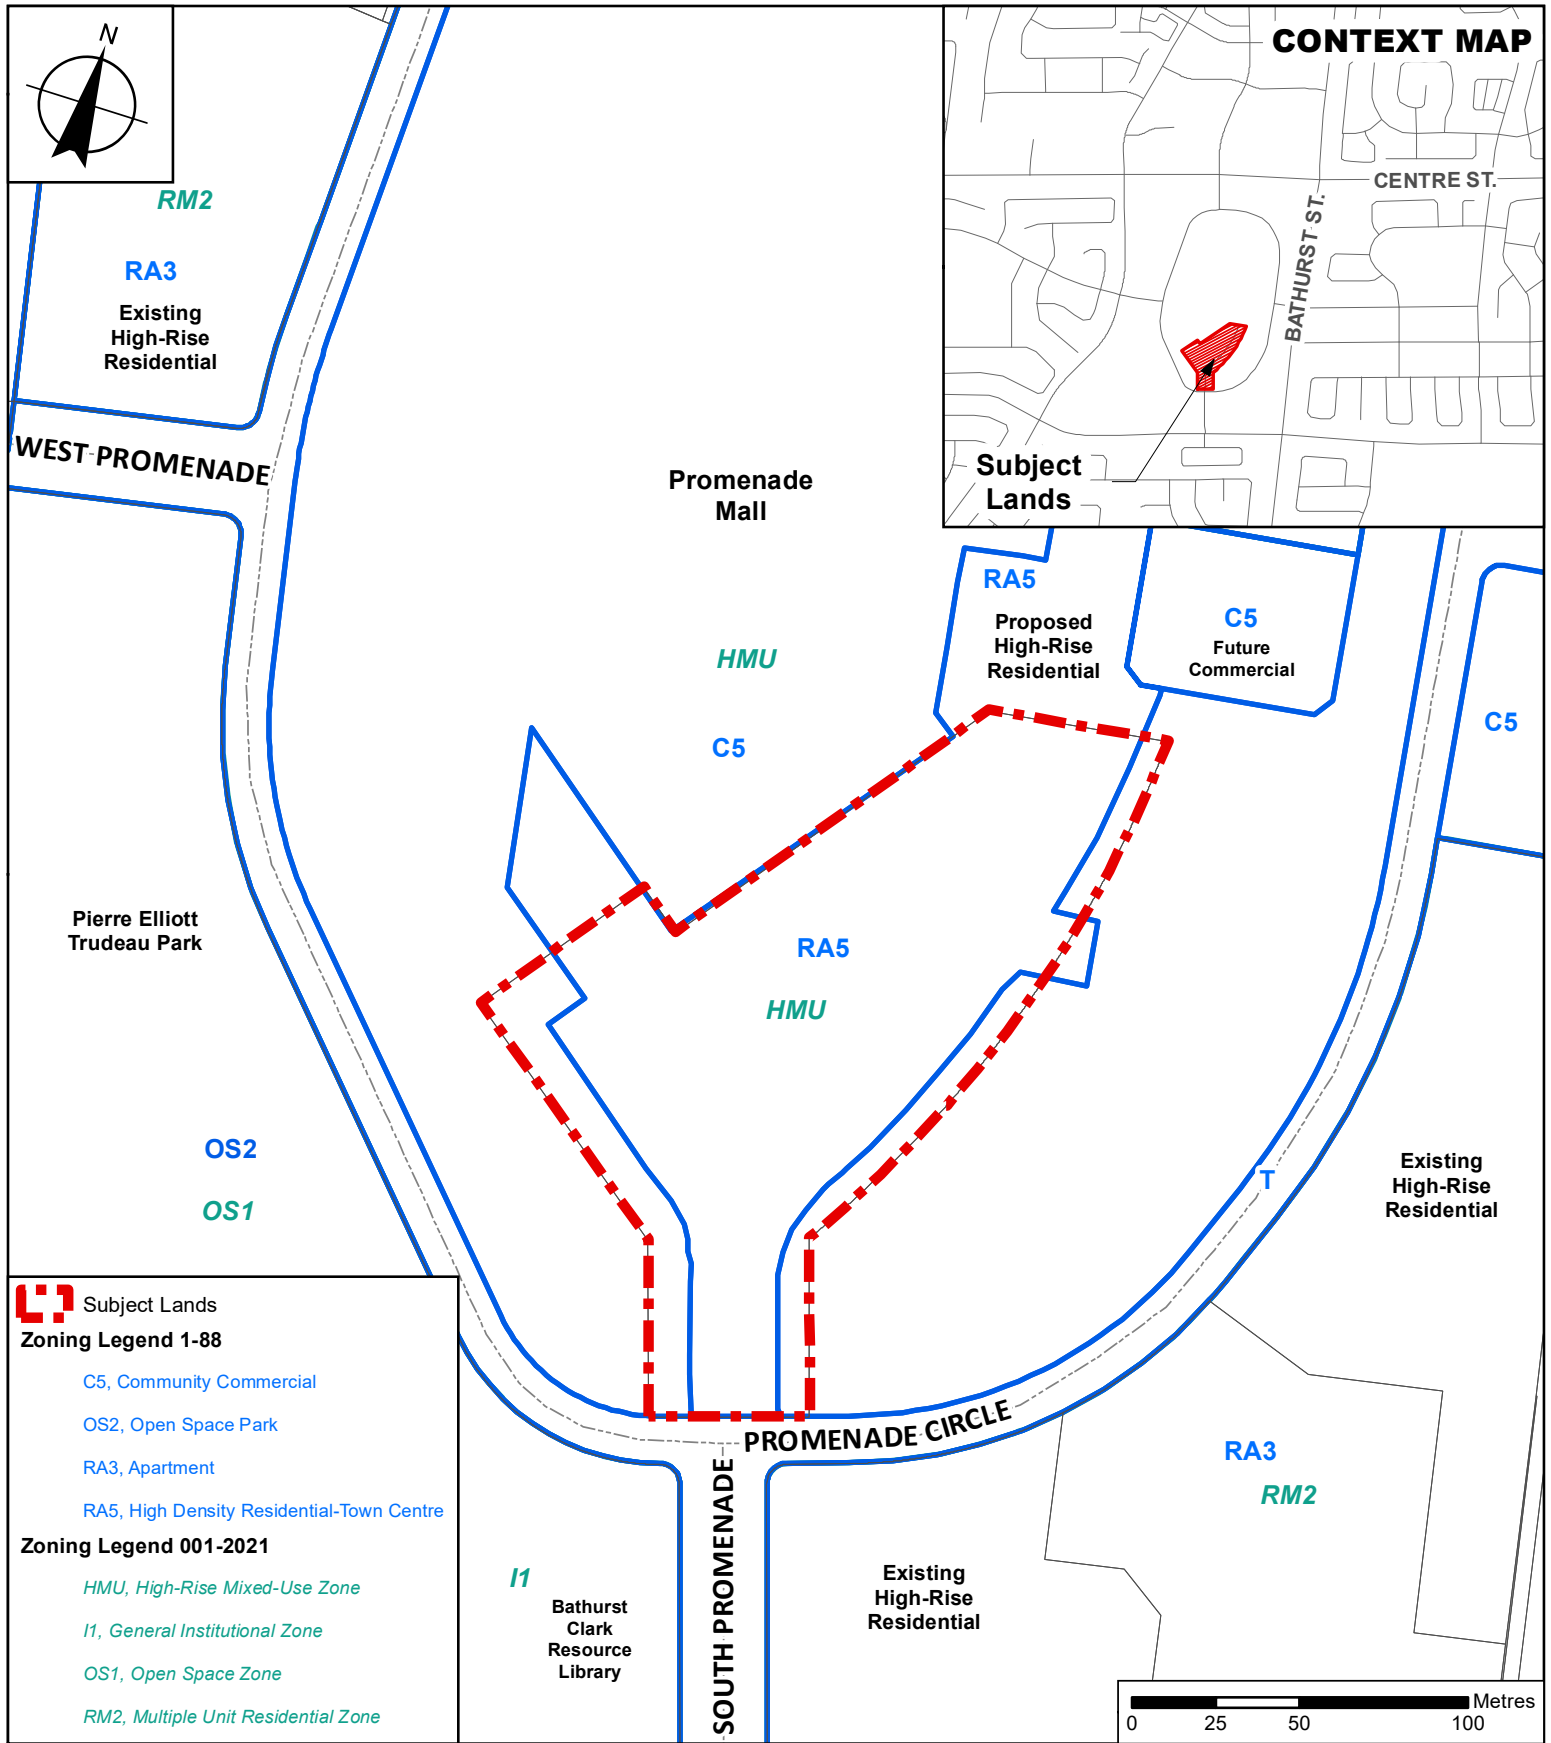 N
CONTEXT MAP
CENTRE ST.
BATHURST ST.
Subject
Lands
RM2
RA3
Existing
High-Rise
Residential
WEST PROMENADE
Promenade
Mall
HMU
C5
RA5
Proposed
High-Rise
Residential
C5
Future
Commercial
C5
Pierre Elliott
Trudeau Park
RA5
HMU
OS2
OS1
T
Existing
High-Rise
Residential
PROMENADE CIRCLE
SOUTH PROMENADE
RA3
RM2
I1
Bathurst
Clark
Resource
Library
Existing
High-Rise
Residential
Subject Lands
Zoning Legend 1-88
C5, Community Commercial
OS2, Open Space Park
RA3, Apartment
RA5, High Density Residential-Town Centre
Zoning Legend 001-2021
HMU, High-Rise Mixed-Use Zone
I1, General Institutional Zone
OS1, Open Space Zone
RM2, Multiple Unit Residential Zone
Metres
0 25 50 100